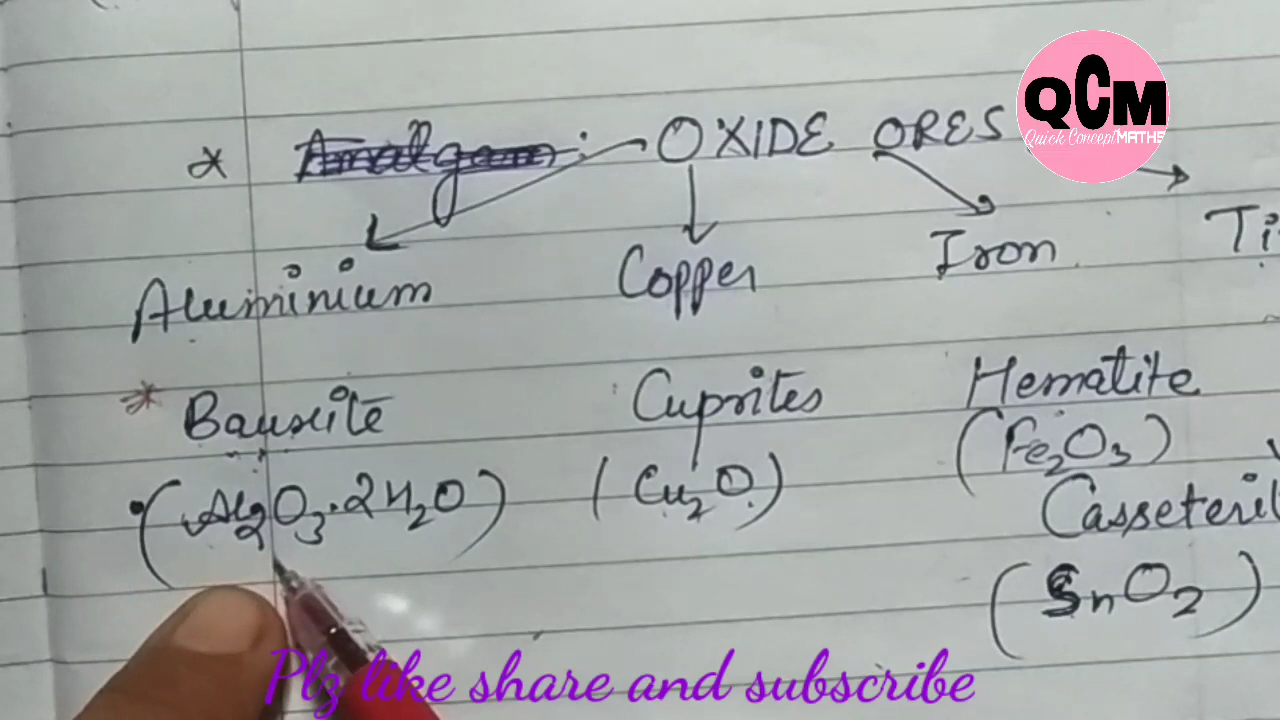 QCM
Quick Concept MATHS
* Amalgam :- OXIDE ORES
Aluminium Copper Iron Ti
* Bauxite Cuprites Hematite
(Al2O3.2H2O) (Cu2O) (Fe2O3)
Casseteril
(SnO2)
Plz like share and subscribe